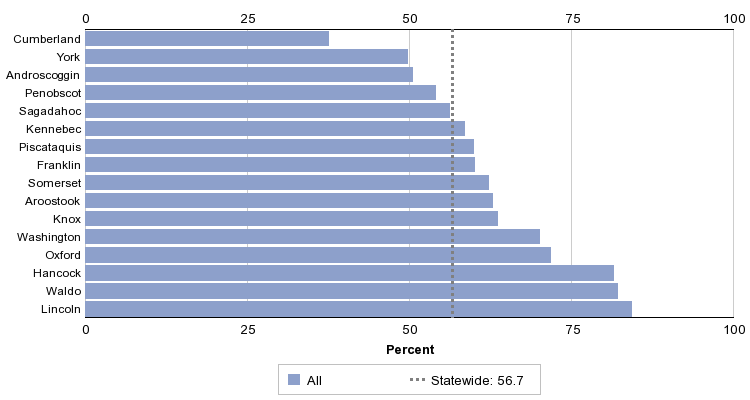 0 25 50 75 100
Cumberland
York
Androscoggin
Penobscot
Sagadahoc
Kennebec
Piscataquis
Franklin
Somerset
Aroostook
Knox
Washington
Oxford
Hancock
Waldo
Lincoln
0 25 50 75 100
Percent
All Statewide: 56.7